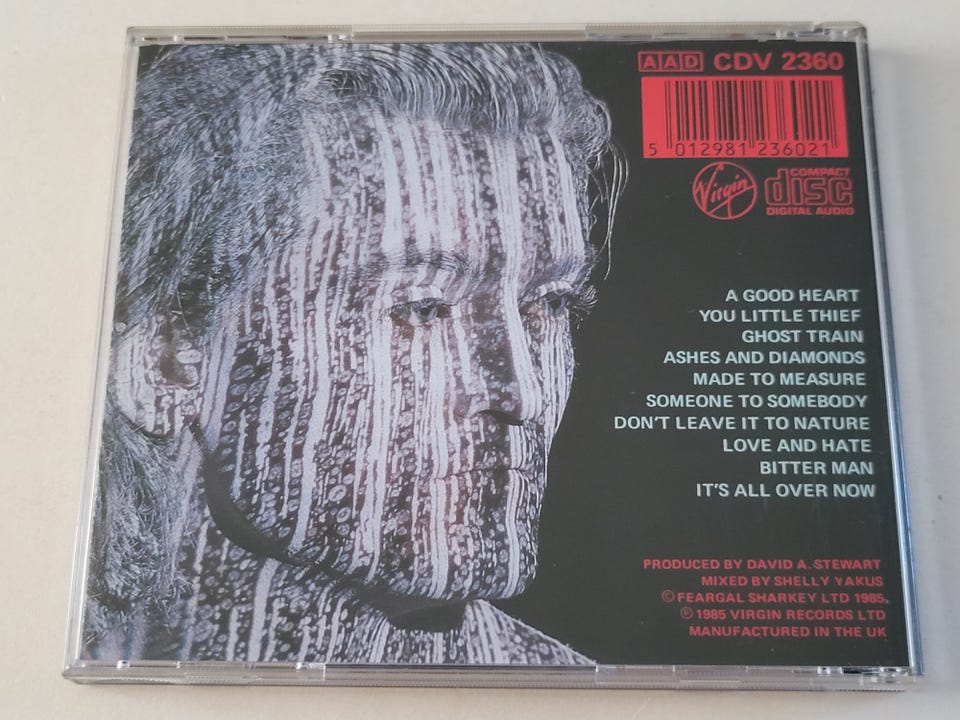 AAD CDV 2360
5 012981 236021
Virgin
COMPACT
disc
DIGITAL AUDIO
A GOOD HEART
YOU LITTLE THIEF
GHOST TRAIN
ASHES AND DIAMONDS
MADE TO MEASURE
SOMEONE TO SOMEBODY
DON'T LEAVE IT TO NATURE
LOVE AND HATE
BITTER MAN
IT'S ALL OVER NOW
PRODUCED BY DAVID A. STEWART
MIXED BY SHELLY YAKUS
© FEARGAL SHARKEY LTD 1985.
℗ 1985 VIRGIN RECORDS LTD
MANUFACTURED IN THE UK